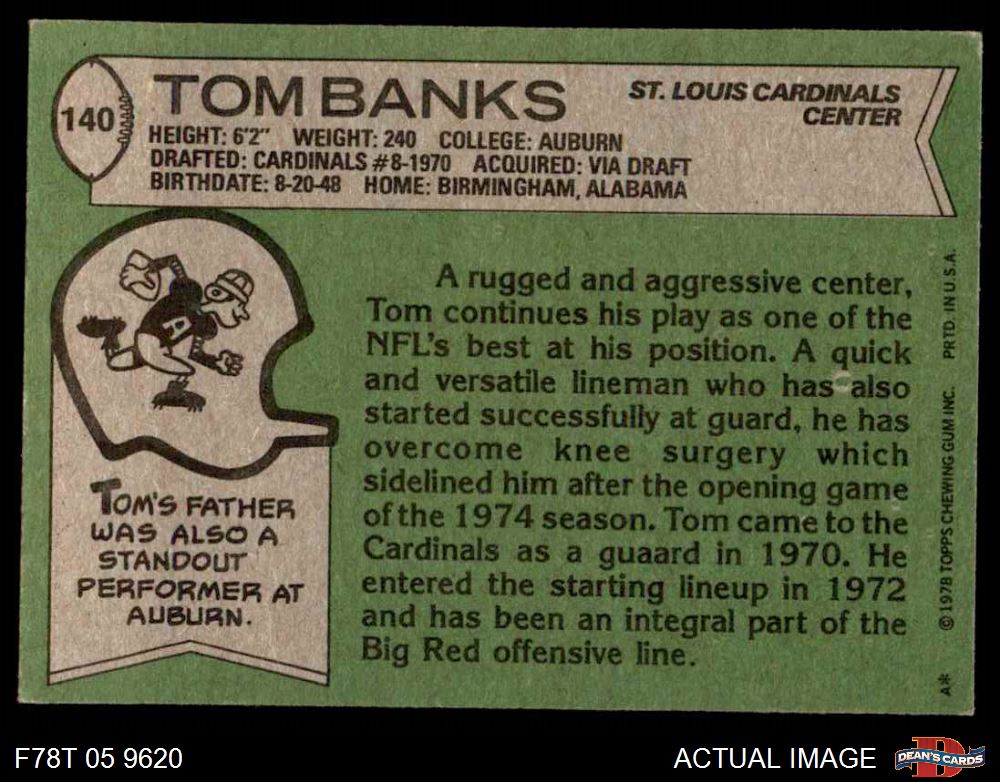 140
TOM BANKS
ST. LOUIS CARDINALS
CENTER
HEIGHT: 6'2" WEIGHT: 240 COLLEGE: AUBURN
DRAFTED: CARDINALS #8-1970 ACQUIRED: VIA DRAFT
BIRTHDATE: 8-20-48 HOME: BIRMINGHAM, ALABAMA
A
TOM'S FATHER
WAS ALSO A
STANDOUT
PERFORMER AT
AUBURN.
A rugged and aggressive center,
Tom continues his play as one of the
NFL's best at his position. A quick
and versatile lineman who has also
started successfully at guard, he has
overcome knee surgery which
sidelined him after the opening game
of the 1974 season. Tom came to the
Cardinals as a guaard in 1970. He
entered the starting lineup in 1972
and has been an integral part of the
Big Red offensive line.
A* © 1978 TOPPS CHEWING GUM INC. PRTD. IN U.S.A.
F78T 05 9620
ACTUAL IMAGE
D
DEAN'S CARDS